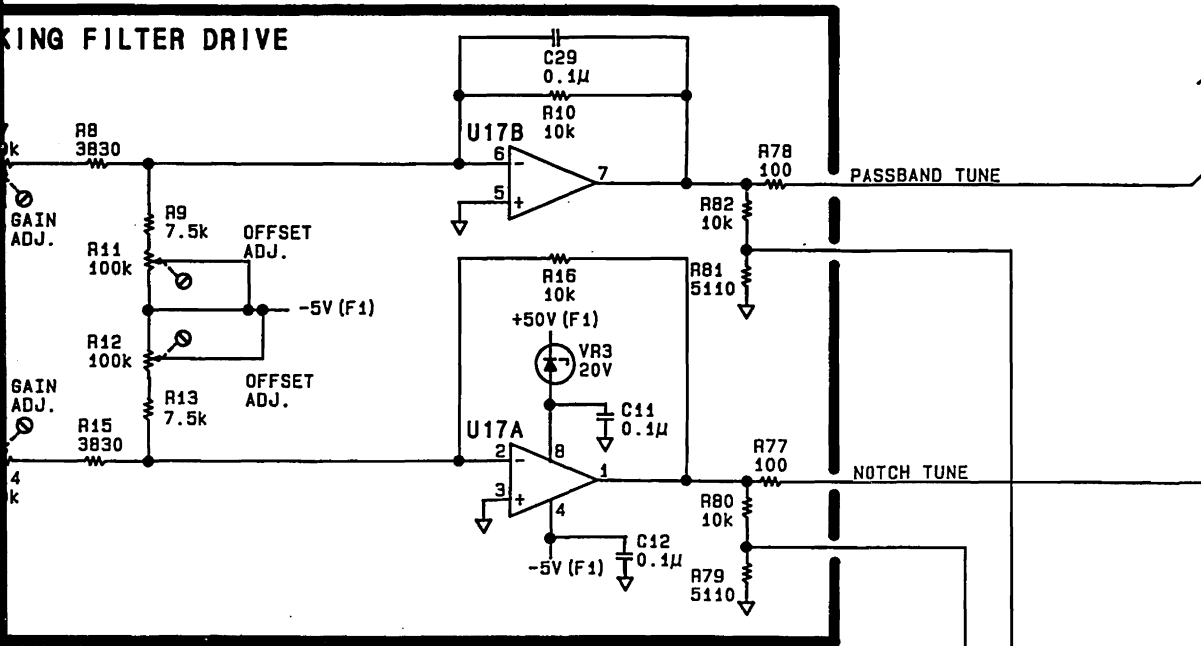 KING FILTER DRIVE
C29
0.1μ
R10
10k
U17B
6
-
5
+
7
R8
3830
k
GAIN
ADJ.
R9
7.5k
R11
100k
OFFSET
ADJ.
-5V(F1)
R12
100k
OFFSET
ADJ.
R13
7.5k
GAIN
ADJ.
R15
3830
4
k
R78
100
PASSBAND TUNE
R82
10k
R81
5110
R16
10k
+50V(F1)
VR3
20V
C11
0.1μ
U17A
2
-
3
+
8
1
4
-5V(F1)
C12
0.1μ
R77
100
NOTCH TUNE
R80
10k
R79
5110